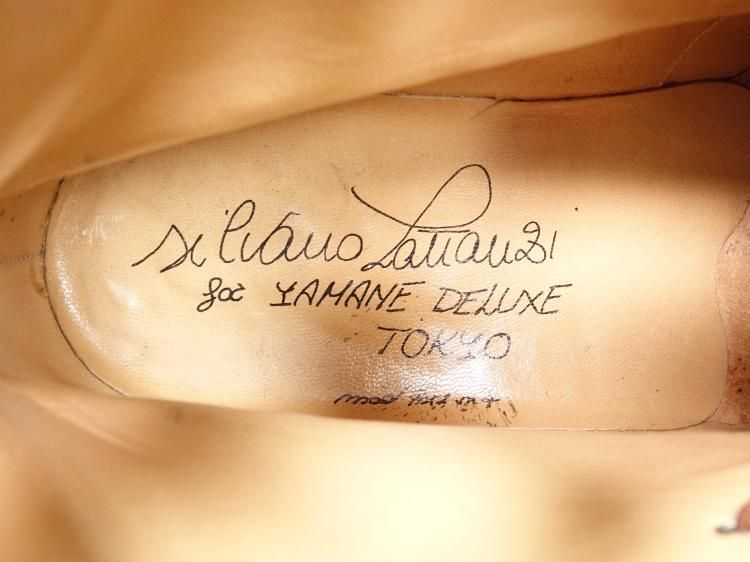 Silvano Lattanzi
for YAMANE DELUXE
TOKYO